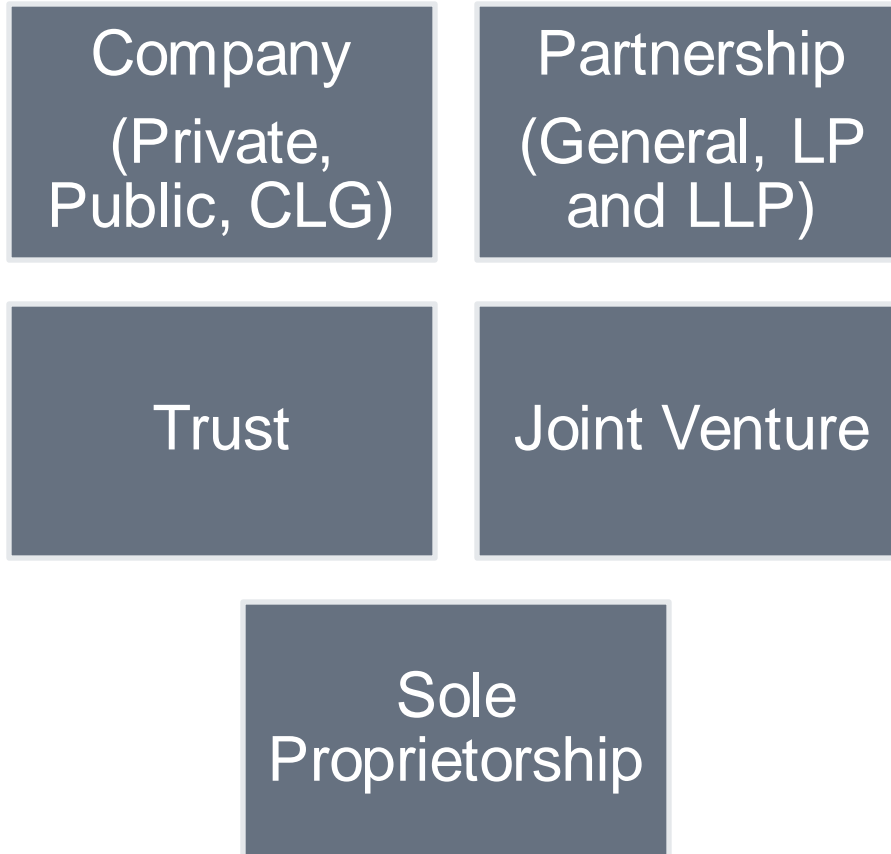 Company
(Private,
Public, CLG)
Partnership
(General, LP
and LLP)
Trust
Joint Venture
Sole
Proprietorship